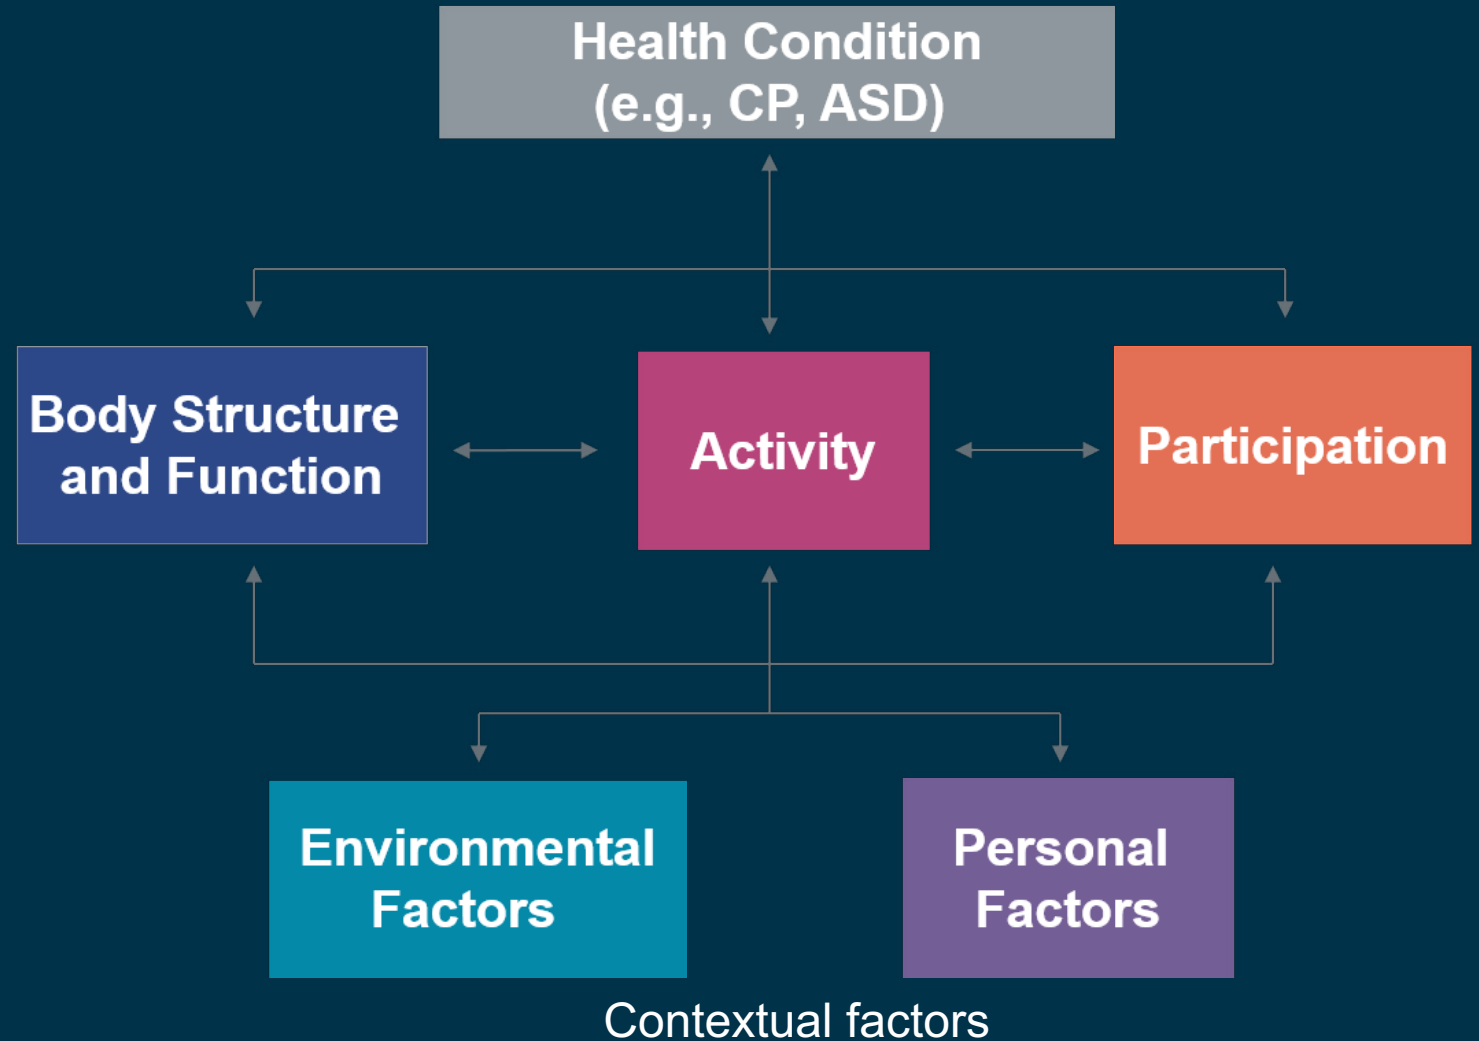 Health Condition
(e.g., CP, ASD)
Body Structure
and Function
Activity
Participation
Environmental
Factors
Personal
Factors
Contextual factors